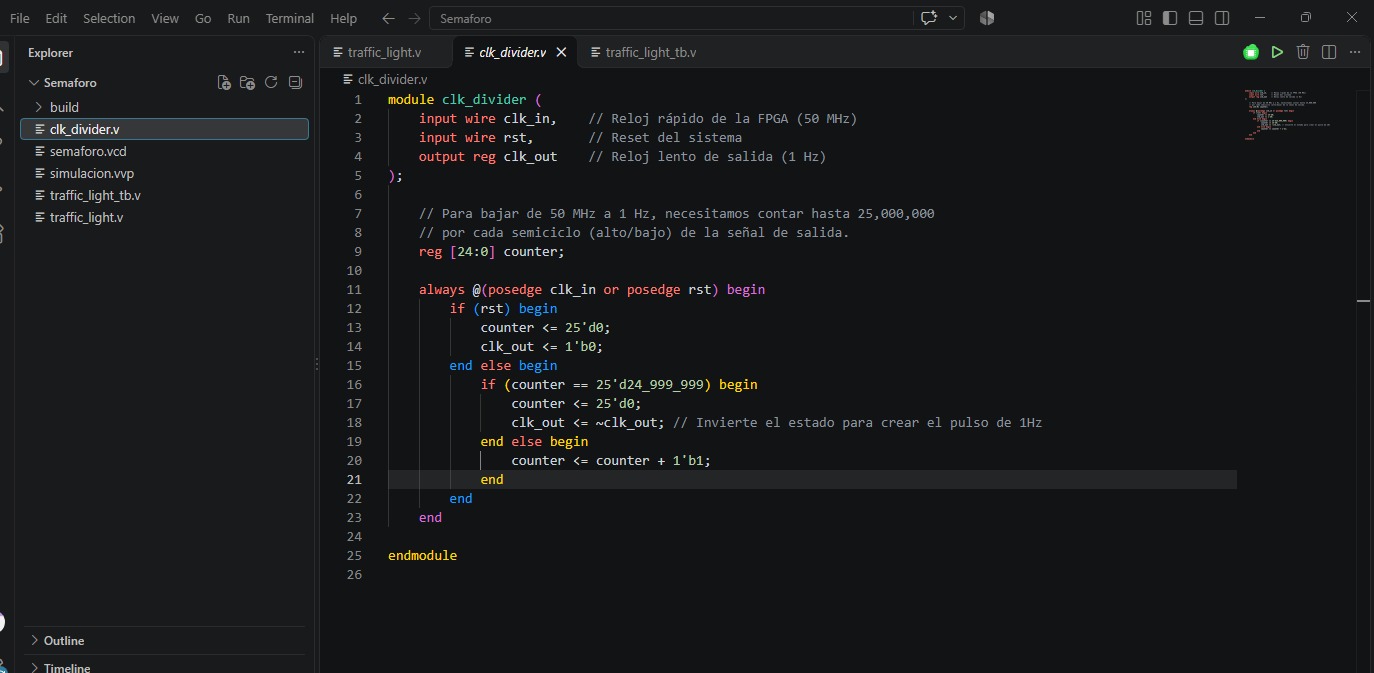 File Edit Selection View Go Run Terminal Help Semaforo
Explorer
Semaforo
build
clk_divider.v
semaforo.vcd
simulacion.vvp
traffic_light_tb.v
traffic_light.v
Outline
Timeline
traffic_light.v clk_divider.v traffic_light_tb.v
clk_divider.v
1 module clk_divider (
2 input wire clk_in, // Reloj rápido de la FPGA (50 MHz)
3 input wire rst, // Reset del sistema
4 output reg clk_out // Reloj lento de salida (1 Hz)
5 );
6
7 // Para bajar de 50 MHz a 1 Hz, necesitamos contar hasta 25,000,000
8 // por cada semiciclo (alto/bajo) de la señal de salida.
9 reg [24:0] counter;
10
11 always @(posedge clk_in or posedge rst) begin
12 if (rst) begin
13 counter <= 25'd0;
14 clk_out <= 1'b0;
15 end else begin
16 if (counter == 25'd24_999_999) begin
17 counter <= 25'd0;
18 clk_out <= ~clk_out; // Invierte el estado para crear el pulso de 1Hz
19 end else begin
20 counter <= counter + 1'b1;
21 end
22 end
23 end
24
25 endmodule
26